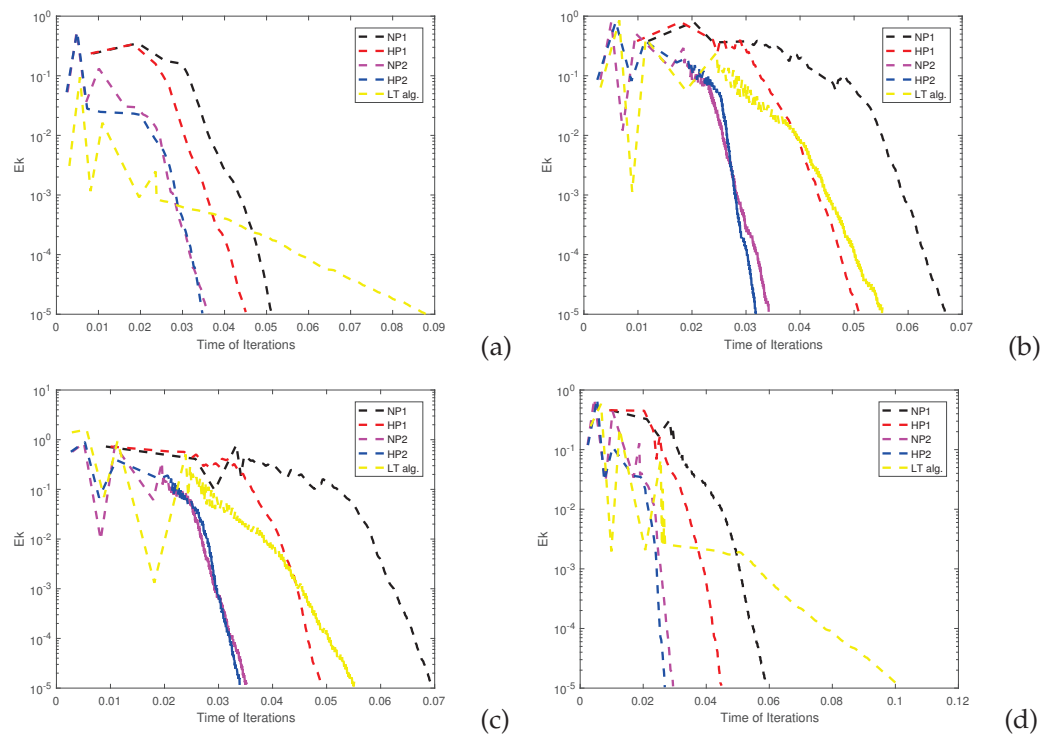 10^0
10^-1
10^-2
10^-3
10^-4
10^-5
Ek
0 0.01 0.02 0.03 0.04 0.05 0.06 0.07 0.08 0.09
Time of Iterations
NP1
HP1
NP2
HP2
LT alg.
(a)
10^0
10^-1
10^-2
10^-3
10^-4
10^-5
Ek
0 0.01 0.02 0.03 0.04 0.05 0.06 0.07
Time of Iterations
NP1
HP1
NP2
HP2
LT alg.
(b)
10^1
10^0
10^-1
10^-2
10^-3
10^-4
10^-5
Ek
0 0.01 0.02 0.03 0.04 0.05 0.06 0.07
Time of Iterations
NP1
HP1
NP2
HP2
LT alg.
(c)
10^0
10^-1
10^-2
10^-3
10^-4
10^-5
Ek
0 0.02 0.04 0.06 0.08 0.1 0.12
Time of Iterations
NP1
HP1
NP2
HP2
LT alg.
(d)